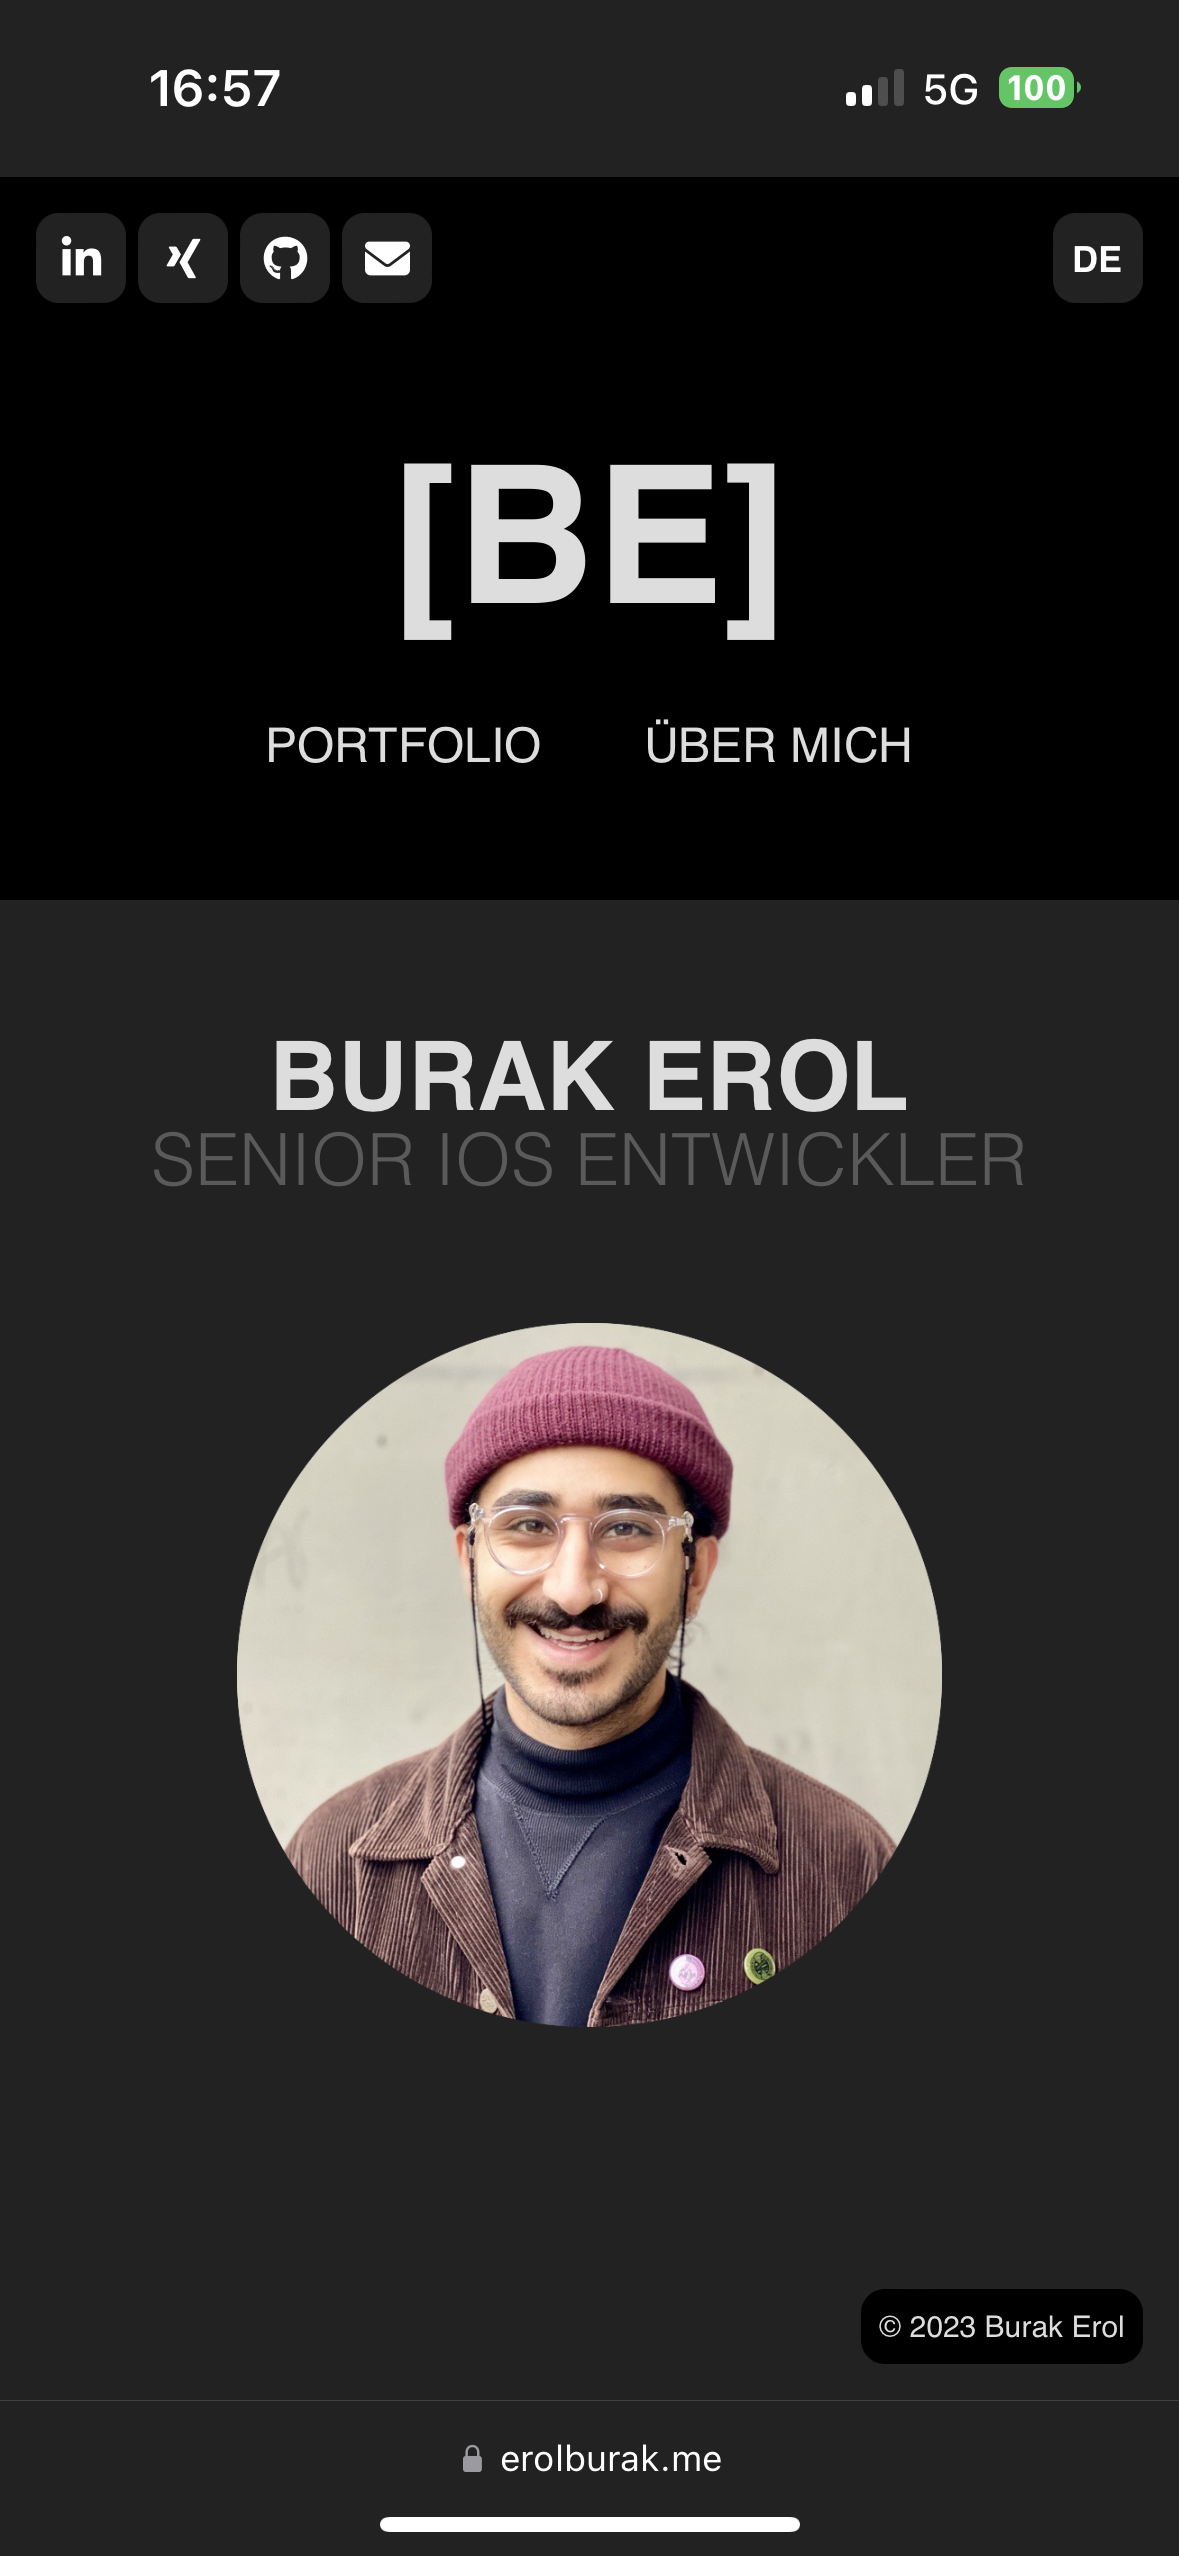 16:57 5G 100
in DE
[BE]
PORTFOLIO ÜBER MICH
BURAK EROL
SENIOR IOS ENTWICKLER
© 2023 Burak Erol
erolburak.me